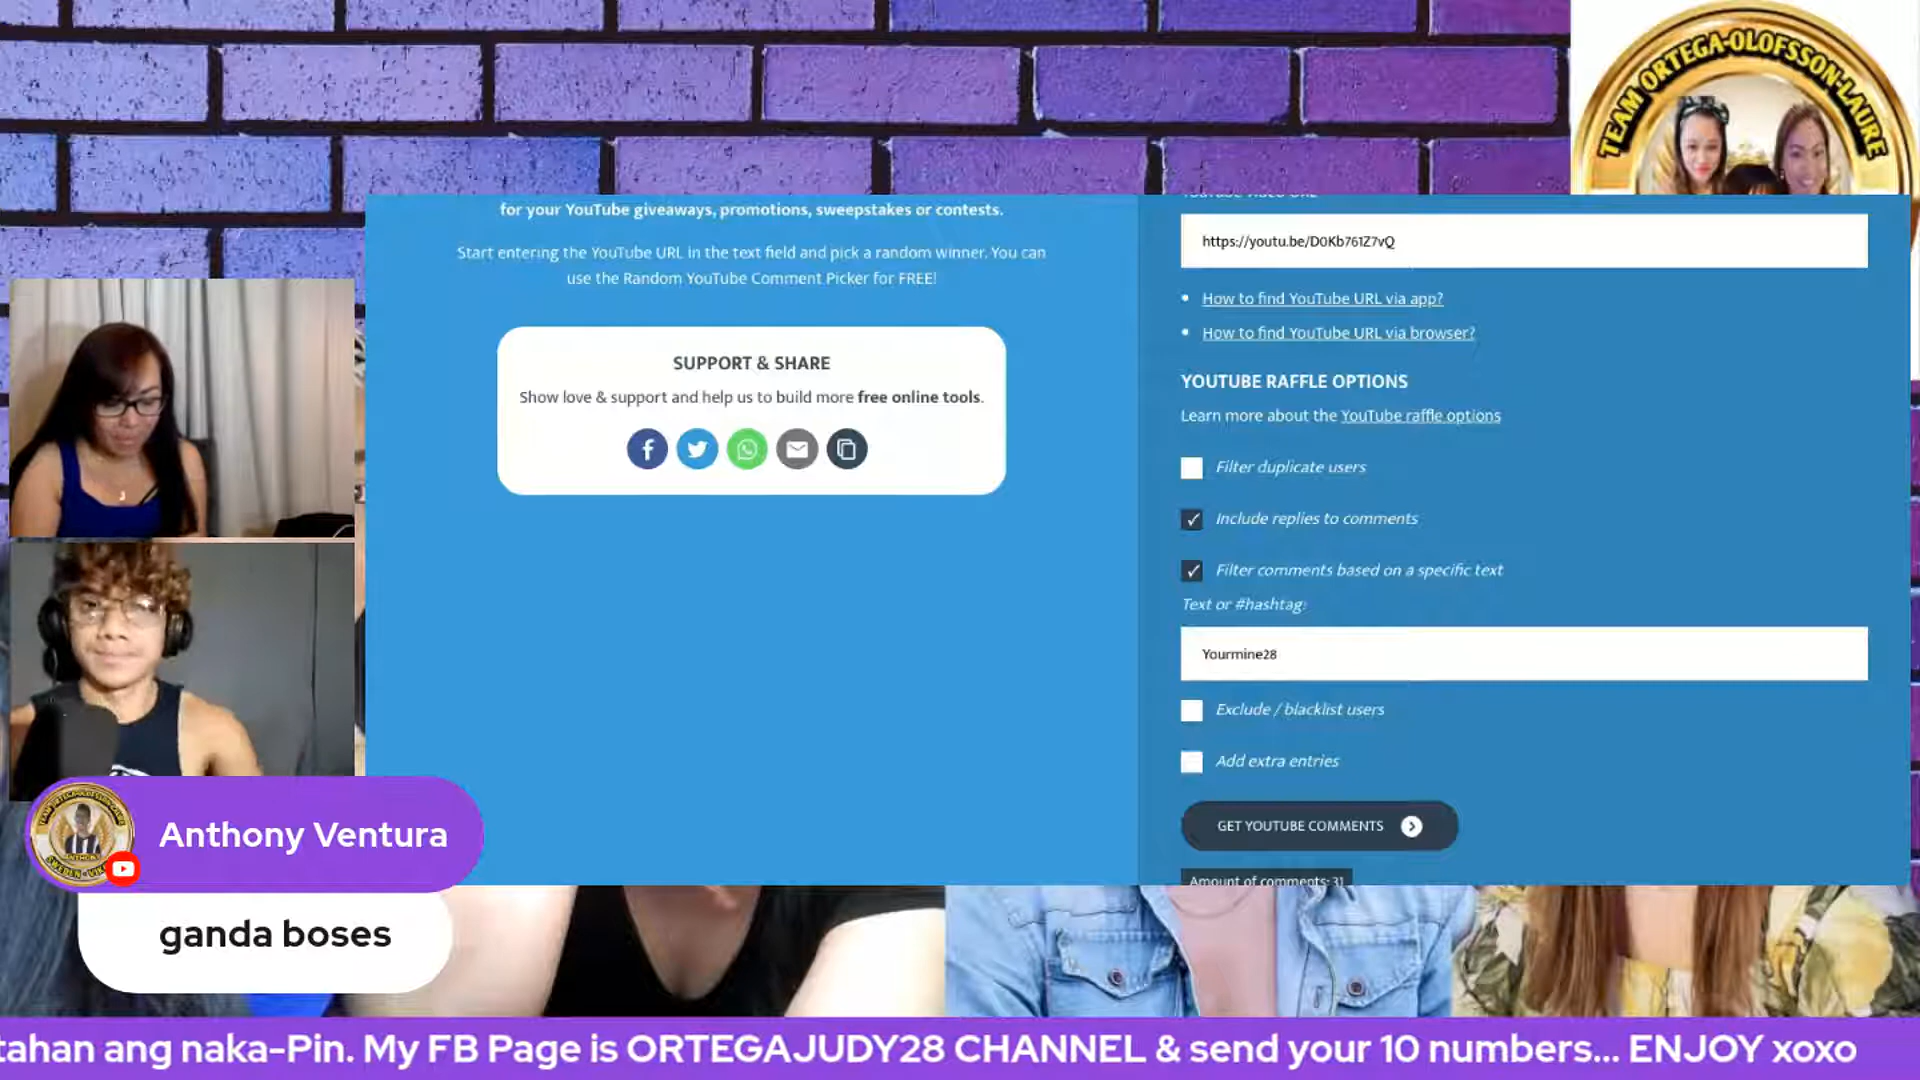 TEAM ORTEGA-OLOFSSON-LAURE
for your YouTube giveaways, promotions, sweepstakes or contests.
Start entering the YouTube URL in the text field and pick a random winner. You can
use the Random YouTube Comment Picker for FREE!
SUPPORT & SHARE
Show love & support and help us to build more free online tools.
https://youtu.be/D0Kb761Z7vQ
How to find YouTube URL via app?
How to find YouTube URL via browser?
YOUTUBE RAFFLE OPTIONS
Learn more about the YouTube raffle options
Filter duplicate users
Include replies to comments
Filter comments based on a specific text
Text or #hashtag:
Yourmine28
Exclude / blacklist users
Add extra entries
GET YOUTUBE COMMENTS
Amount of comments: 31
Anthony Ventura
ganda boses
tahan ang naka-Pin. My FB Page is ORTEGAJUDY28 CHANNEL & send your 10 numbers... ENJOY xoxo